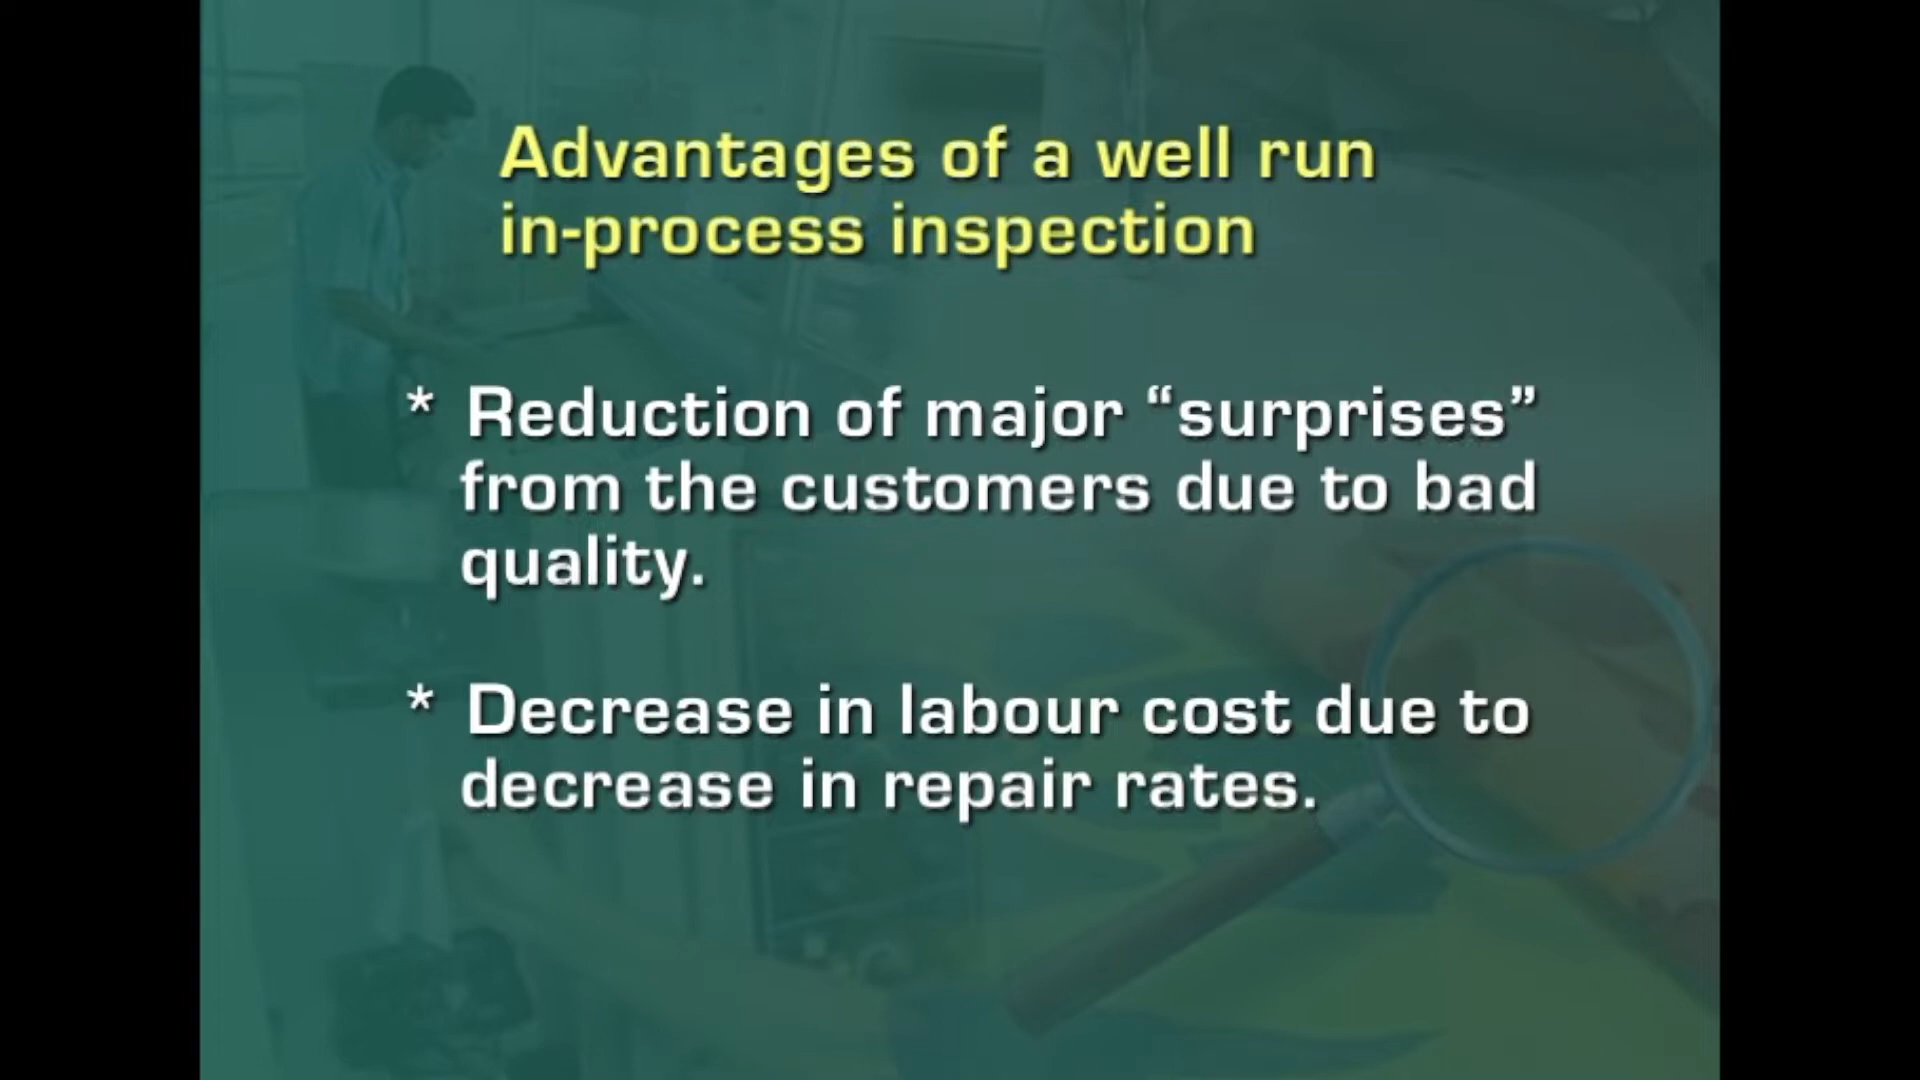 Advantages of a well run
in-process inspection
* Reduction of major “surprises”
from the customers due to bad
quality.
* Decrease in labour cost due to
decrease in repair rates.